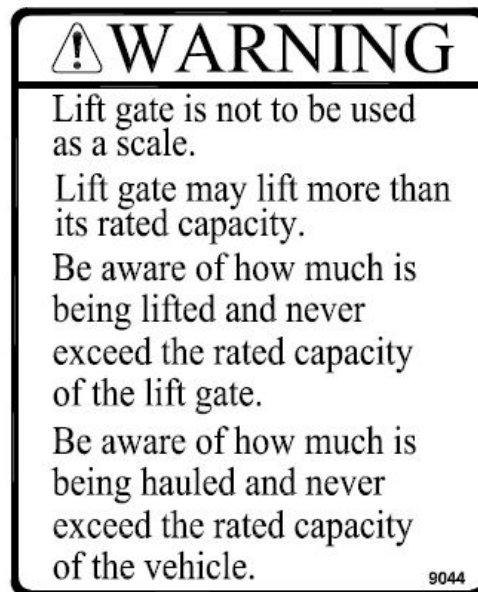 WARNING
Lift gate is not to be used
as a scale.
Lift gate may lift more than
its rated capacity.
Be aware of how much is
being lifted and never
exceed the rated capacity
of the lift gate.
Be aware of how much is
being hauled and never
exceed the rated capacity
of the vehicle.
9044